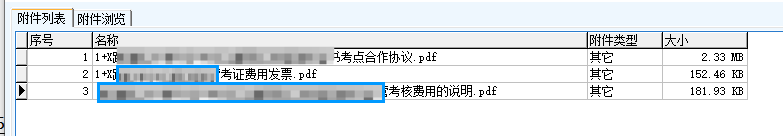 附件列表 附件浏览
序号 名称 附件类型 大小
1 1+X 书考点合作协议.pdf 其它 2.33 MB
2 1+X 考证费用发票.pdf 其它 152.46 KB
3 考核费用的说明.pdf 其它 181.93 KB